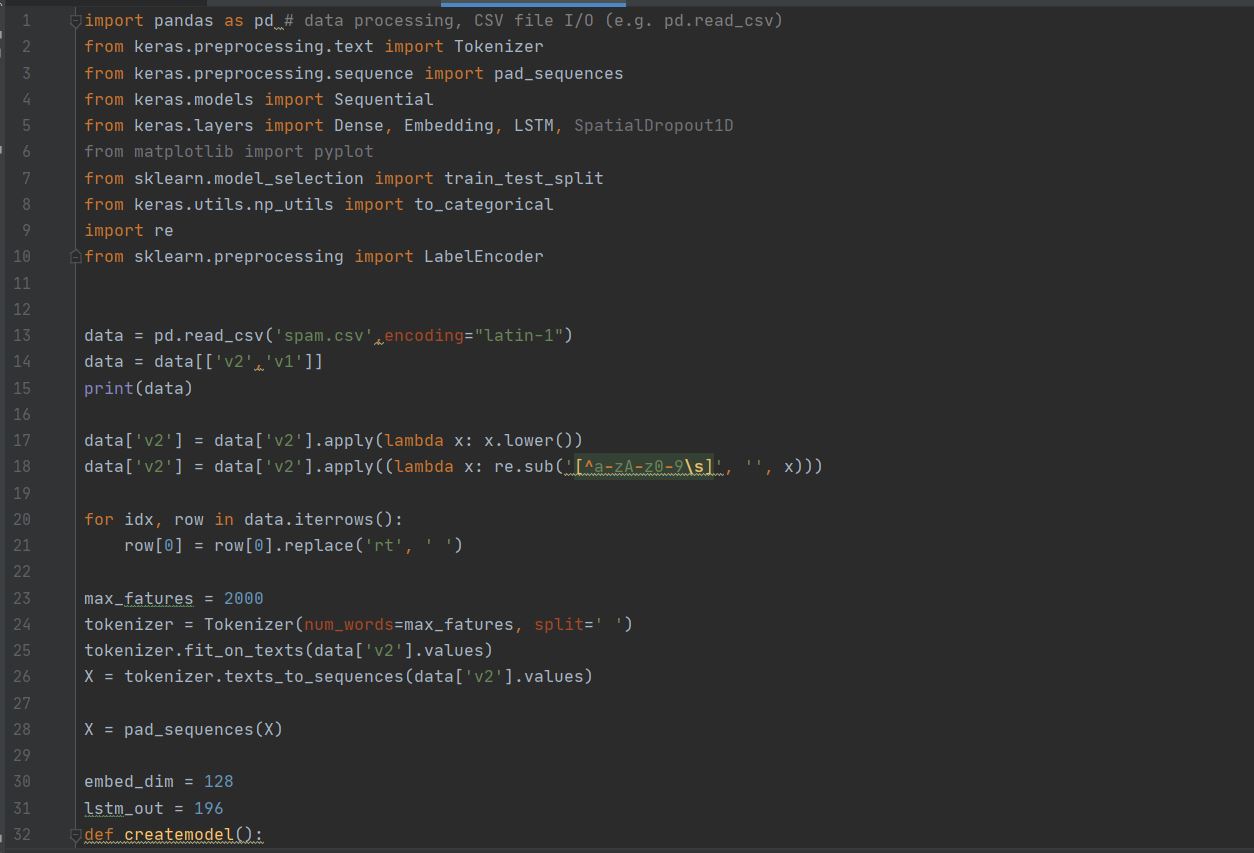 1 import pandas as pd # data processing, CSV file I/O (e.g. pd.read_csv)
2 from keras.preprocessing.text import Tokenizer
3 from keras.preprocessing.sequence import pad_sequences
4 from keras.models import Sequential
5 from keras.layers import Dense, Embedding, LSTM, SpatialDropout1D
6 from matplotlib import pyplot
7 from sklearn.model_selection import train_test_split
8 from keras.utils.np_utils import to_categorical
9 import re
10 from sklearn.preprocessing import LabelEncoder
11
12
13 data = pd.read_csv('spam.csv',encoding="latin-1")
14 data = data[['v2','v1']]
15 print(data)
16
17 data['v2'] = data['v2'].apply(lambda x: x.lower())
18 data['v2'] = data['v2'].apply((lambda x: re.sub('[^a-zA-z0-9\s]', '', x)))
19
20 for idx, row in data.iterrows():
21     row[0] = row[0].replace('rt', ' ')
22
23 max_fatures = 2000
24 tokenizer = Tokenizer(num_words=max_fatures, split=' ')
25 tokenizer.fit_on_texts(data['v2'].values)
26 X = tokenizer.texts_to_sequences(data['v2'].values)
27
28 X = pad_sequences(X)
29
30 embed_dim = 128
31 lstm_out = 196
32 def createmodel():